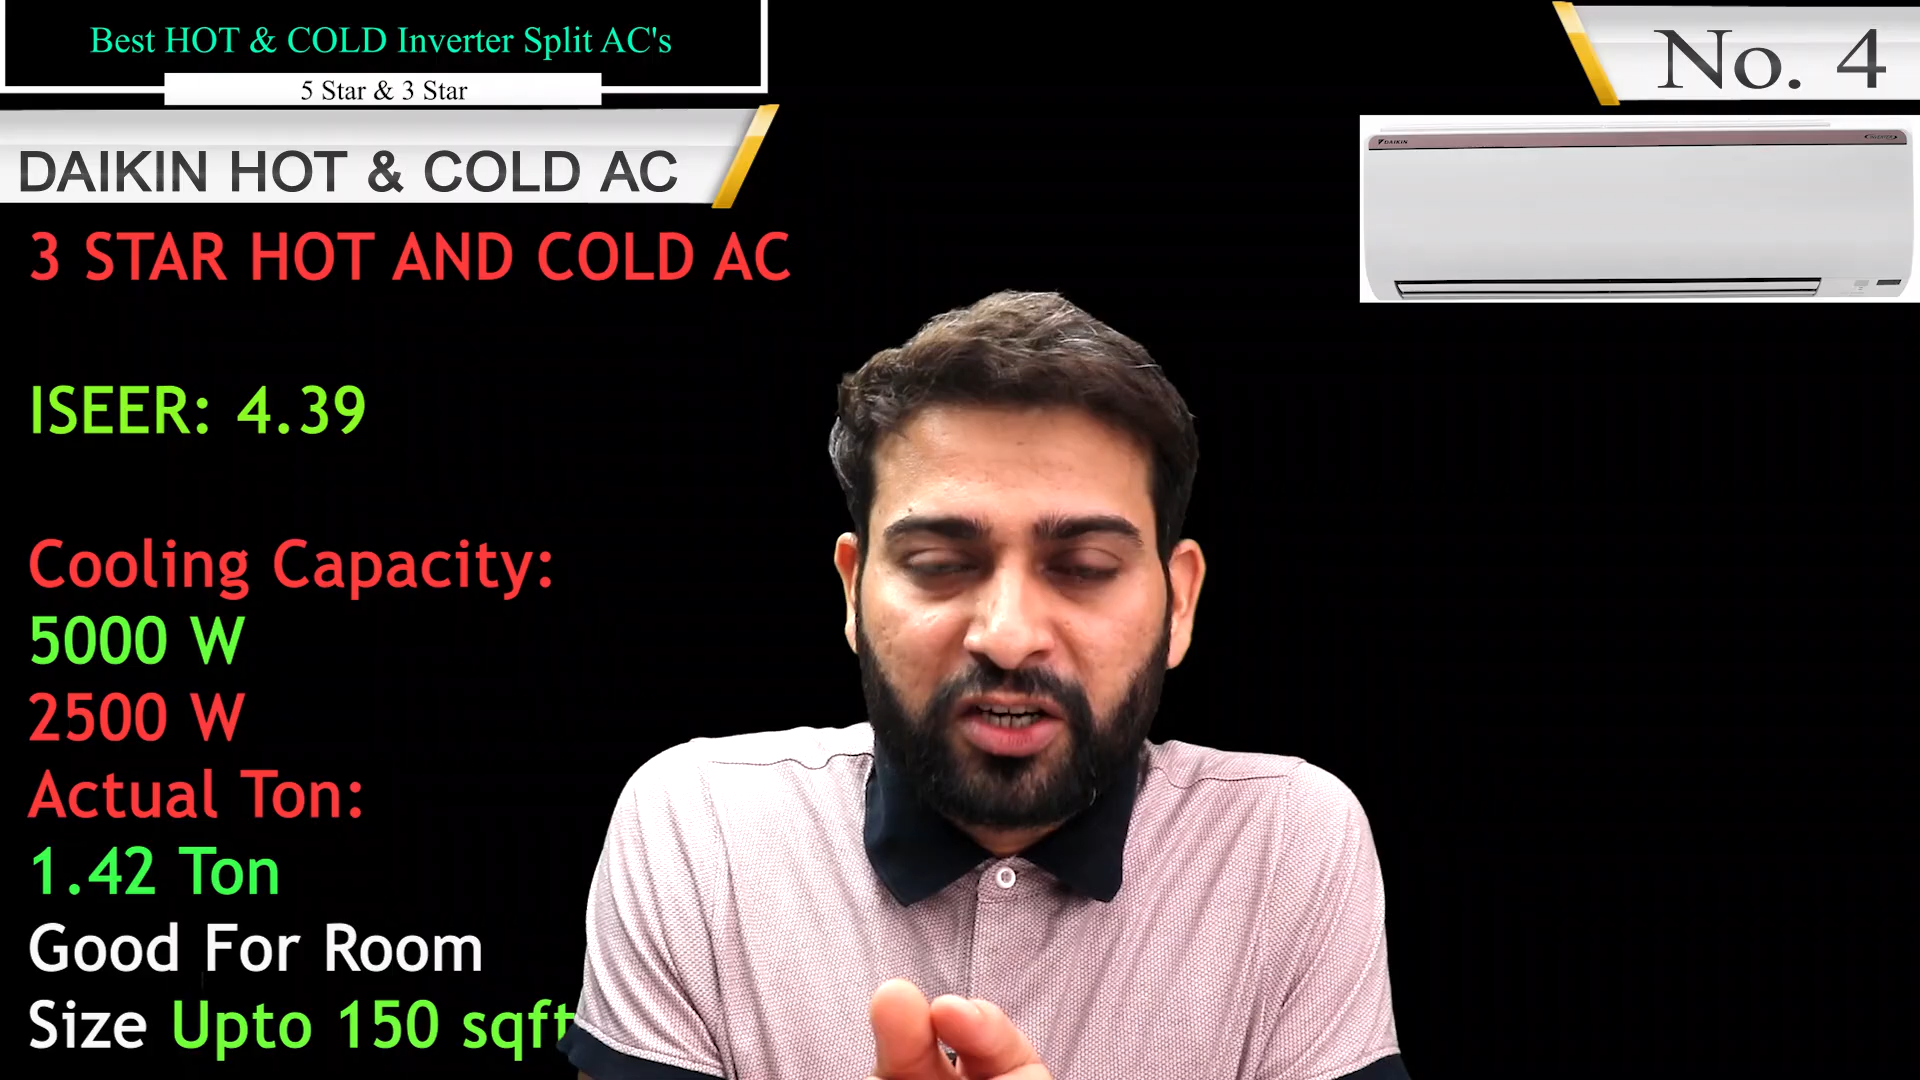 Best HOT & COLD Inverter Split AC's
5 Star & 3 Star
No. 4
DAIKIN HOT & COLD AC
DAIKIN
3 STAR HOT AND COLD AC
ISEER: 4.39
Cooling Capacity:
5000 W
2500 W
Actual Ton:
1.42 Ton
Good For Room
Size Upto 150 sqft